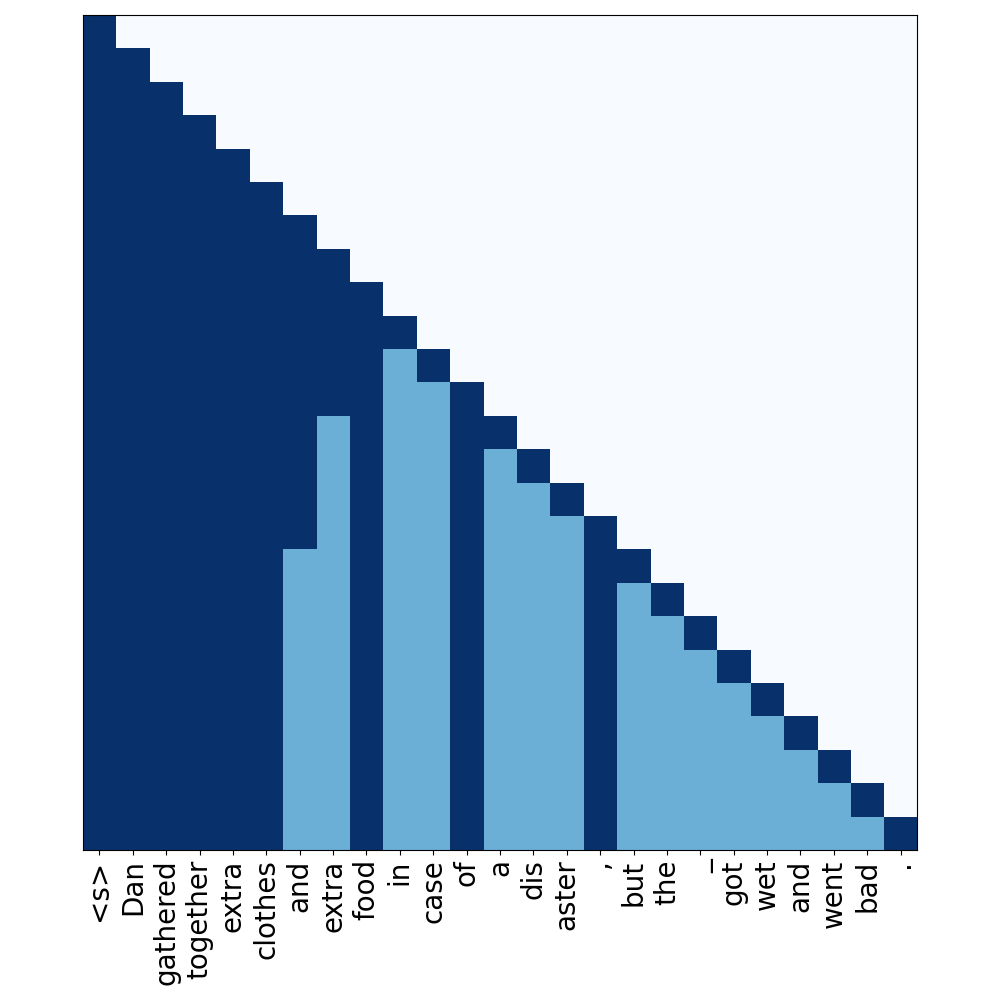 <s> Dan gathered together extra clothes and extra food in case of a dis aster , but the _ got wet and went bad .